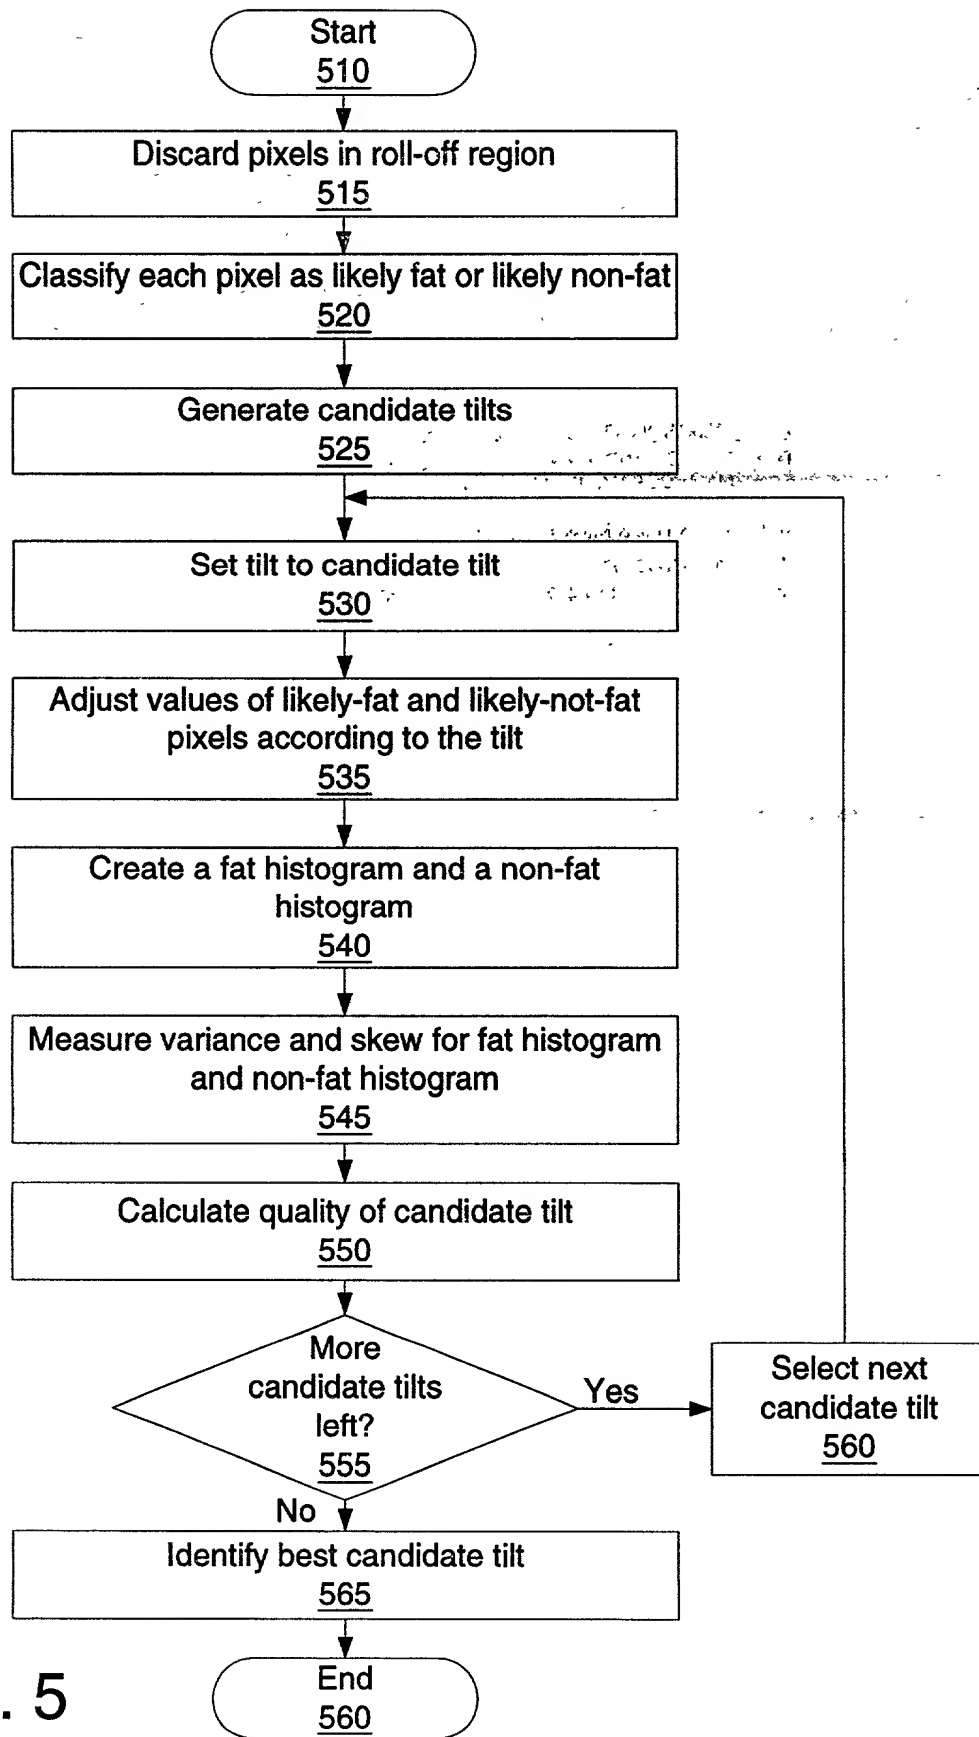 Start
510
Discard pixels in roll-off region
515
Classify each pixel as likely fat or likely non-fat
520
Generate candidate tilts
525
Set tilt to candidate tilt
530
Adjust values of likely-fat and likely-not-fat
pixels according to the tilt
535
Create a fat histogram and a non-fat
histogram
540
Measure variance and skew for fat histogram
and non-fat histogram
545
Calculate quality of candidate tilt
550
More
candidate tilts
left?
555
Yes
Select next
candidate tilt
560
No
Identify best candidate tilt
565
End
560
. 5